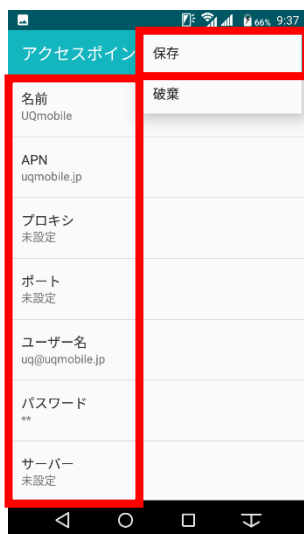 66% 9:37
アクセスポイン
保存
破棄
名前
UQmobile
APN
uqmobile.jp
プロキシ
未設定
ポート
未設定
ユーザー名
uq@uqmobile.jp
パスワード
**
サーバー
未設定